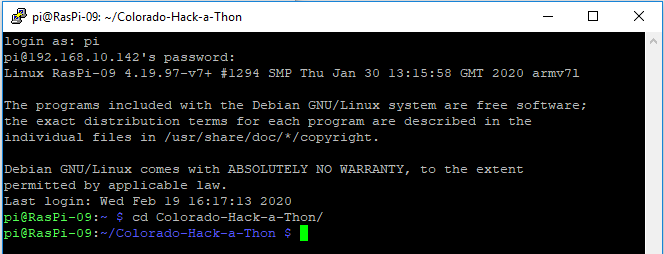 pi@RasPi-09: ~/Colorado-Hack-a-Thon
login as: pi
pi@192.168.10.142's password:
Linux RasPi-09 4.19.97-v7+ #1294 SMP Thu Jan 30 13:15:58 GMT 2020 armv7l
The programs included with the Debian GNU/Linux system are free software;
the exact distribution terms for each program are described in the
individual files in /usr/share/doc/*/copyright.
Debian GNU/Linux comes with ABSOLUTELY NO WARRANTY, to the extent
permitted by applicable law.
Last login: Wed Feb 19 16:17:13 2020
pi@RasPi-09:~ $ cd Colorado-Hack-a-Thon/
pi@RasPi-09:~/Colorado-Hack-a-Thon $